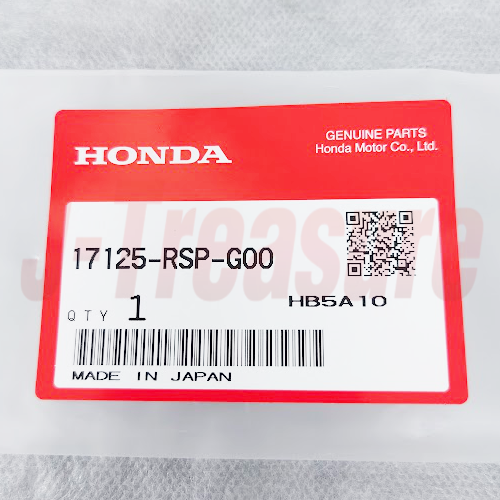 HONDA
GENUINE PARTS
Honda Motor Co., Ltd.
17125-RSP-G00
HB5A10
QTY 1
MADE IN JAPAN
J-Treasure